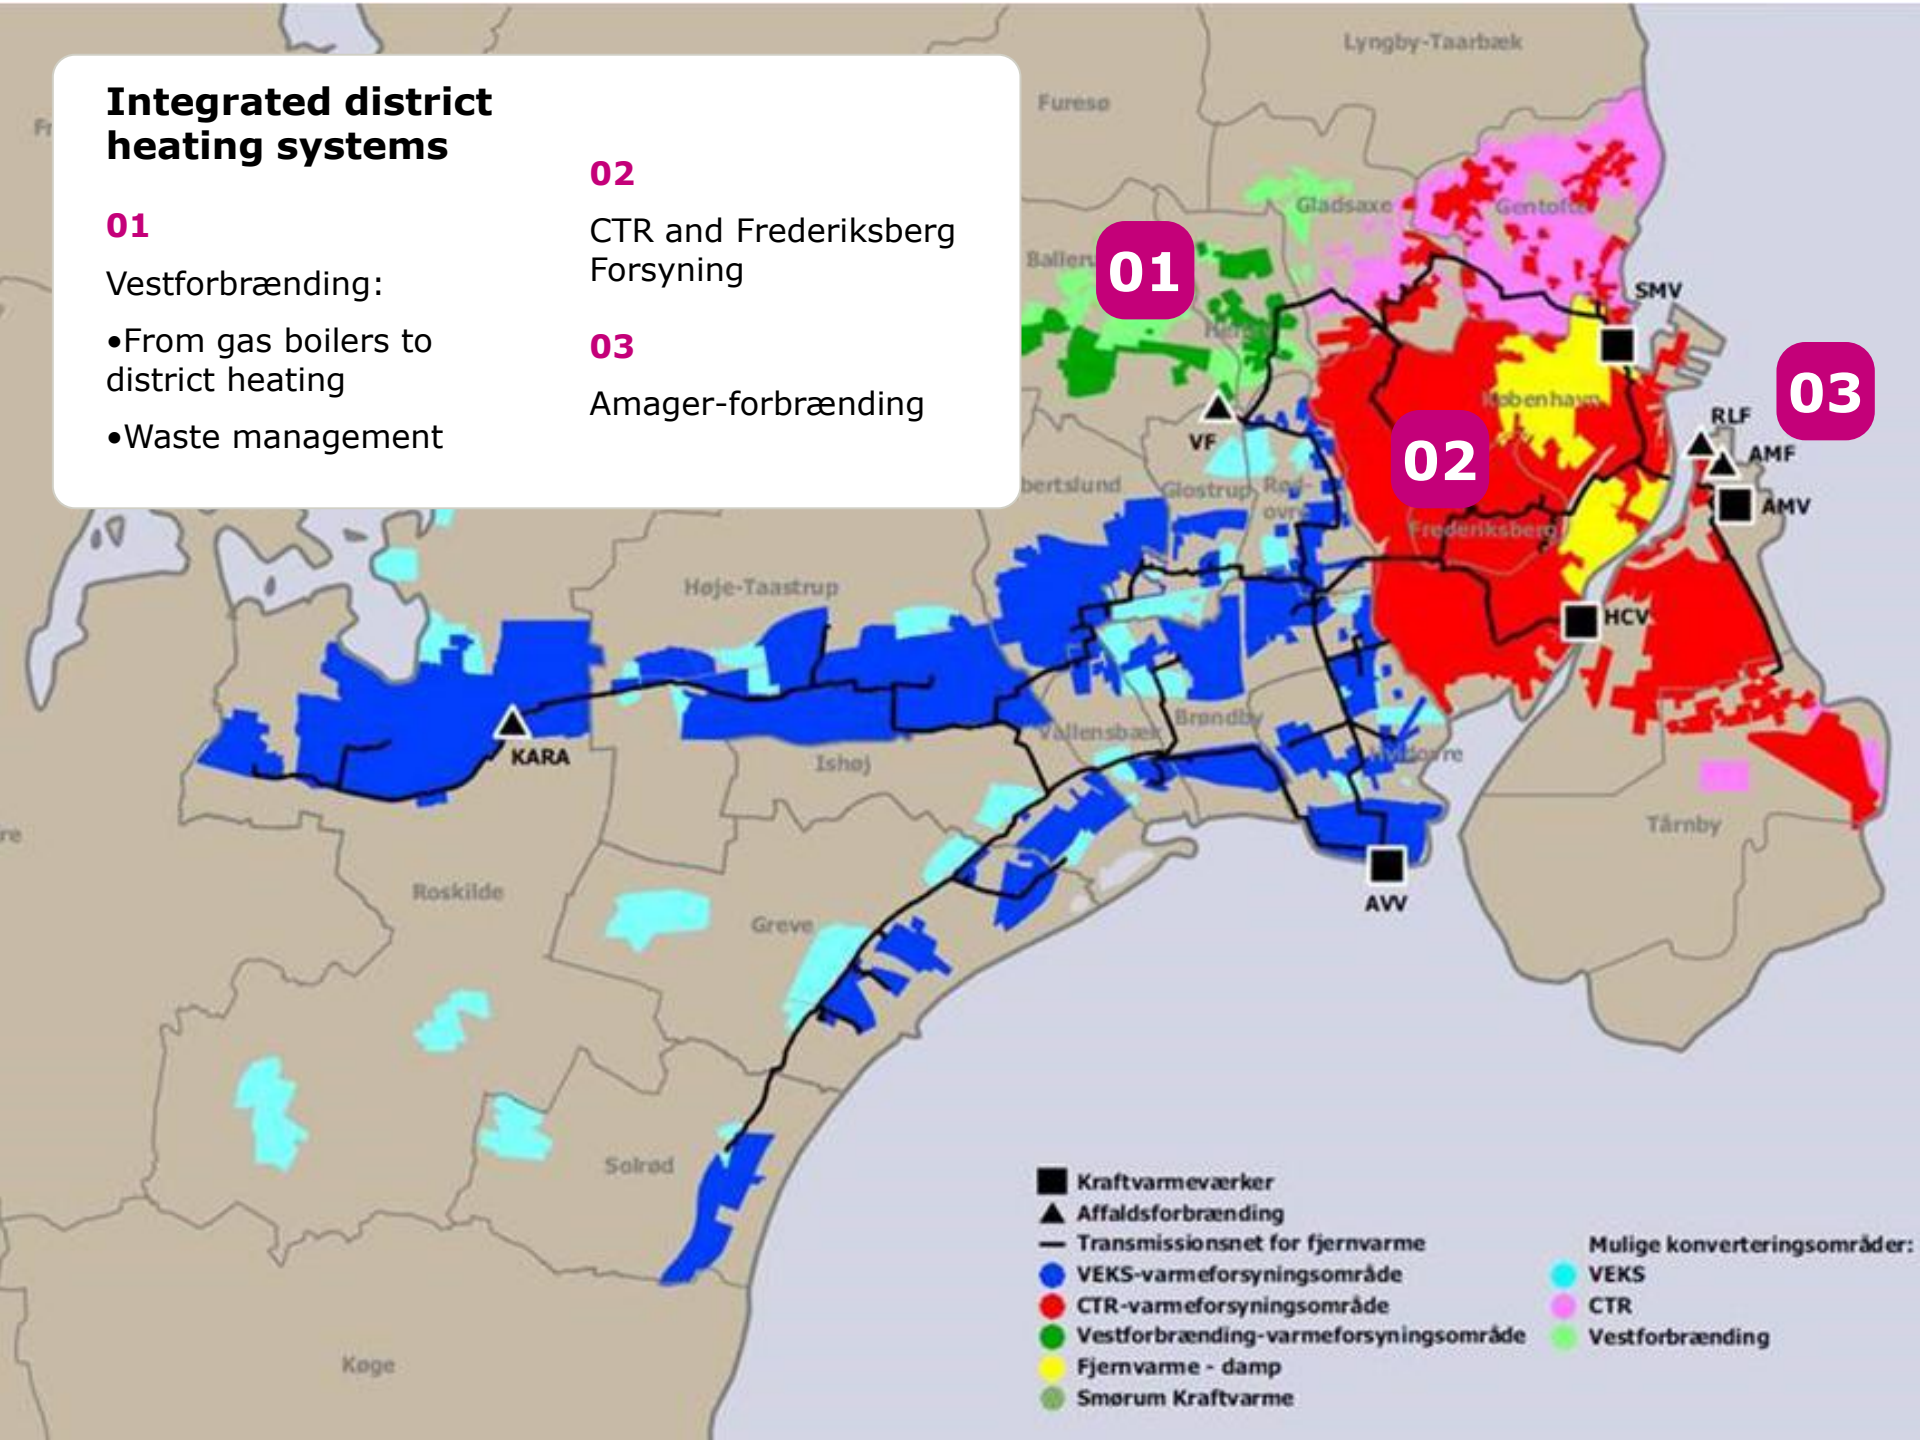 Integrated district
heating systems
01
Vestforbrænding:
•From gas boilers to
district heating
•Waste management
02
CTR and Frederiksberg
Forsyning
03
Amager-forbrænding
Lyngby-Taarbæk
Furesø
Gladsaxe
Gentofte
01
SMV
03
København
RLF
VF
02
AMF
Glostrup
Rød-
ovre
AMV
Frederiksberg
Høje-Taastrup
HCV
Vallensbæk
Brøndby
KARA
Ishøj
Tårnby
Roskilde
AVV
Greve
Solrød
Køge
Kraftvarmeværker
Affaldsforbrænding
Transmissionsnet for fjernvarme
VEKS-varmeforsyningsområde
CTR-varmeforsyningsområde
Vestforbrænding-varmeforsyningsområde
Fjernvarme - damp
Smørum Kraftvarme
Mulige konverteringsområder:
VEKS
CTR
Vestforbrænding